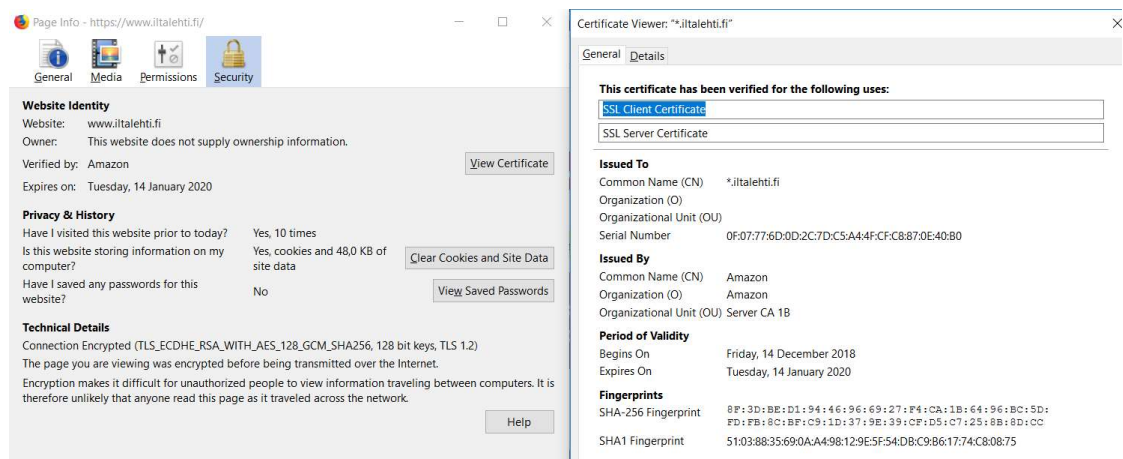 Page Info - https://www.iltalehti.fi/
General Media Permissions Security
Website Identity
Website: www.iltalehti.fi
Owner: This website does not supply ownership information.
Verified by: Amazon View Certificate
Expires on: Tuesday, 14 January 2020
Privacy & History
Have I visited this website prior to today? Yes, 10 times
Is this website storing information on my computer? Yes, cookies and 48,0 KB of site data Clear Cookies and Site Data
Have I saved any passwords for this website? No View Saved Passwords
Technical Details
Connection Encrypted (TLS_ECDHE_RSA_WITH_AES_128_GCM_SHA256, 128 bit keys, TLS 1.2)
The page you are viewing was encrypted before being transmitted over the Internet.
Encryption makes it difficult for unauthorized people to view information traveling between computers. It is
therefore unlikely that anyone read this page as it traveled across the network.
Help
Certificate Viewer: "*.iltalehti.fi"
General Details
This certificate has been verified for the following uses:
SSL Client Certificate
SSL Server Certificate
Issued To
Common Name (CN) *.iltalehti.fi
Organization (O)
Organizational Unit (OU)
Serial Number 0F:07:77:6D:0D:2C:7D:C5:A4:4F:CF:C8:87:0E:40:B0
Issued By
Common Name (CN) Amazon
Organization (O) Amazon
Organizational Unit (OU) Server CA 1B
Period of Validity
Begins On Friday, 14 December 2018
Expires On Tuesday, 14 January 2020
Fingerprints
SHA-256 Fingerprint 8F:3D:BE:D1:94:46:96:69:27:F4:CA:1B:64:96:BC:5D:
FD:FB:8C:BF:C9:1D:37:9E:39:CF:D5:C7:25:8B:8D:CC
SHA1 Fingerprint 51:03:88:35:69:0A:A4:98:12:9E:5F:54:DB:C9:B6:17:74:C8:08:75